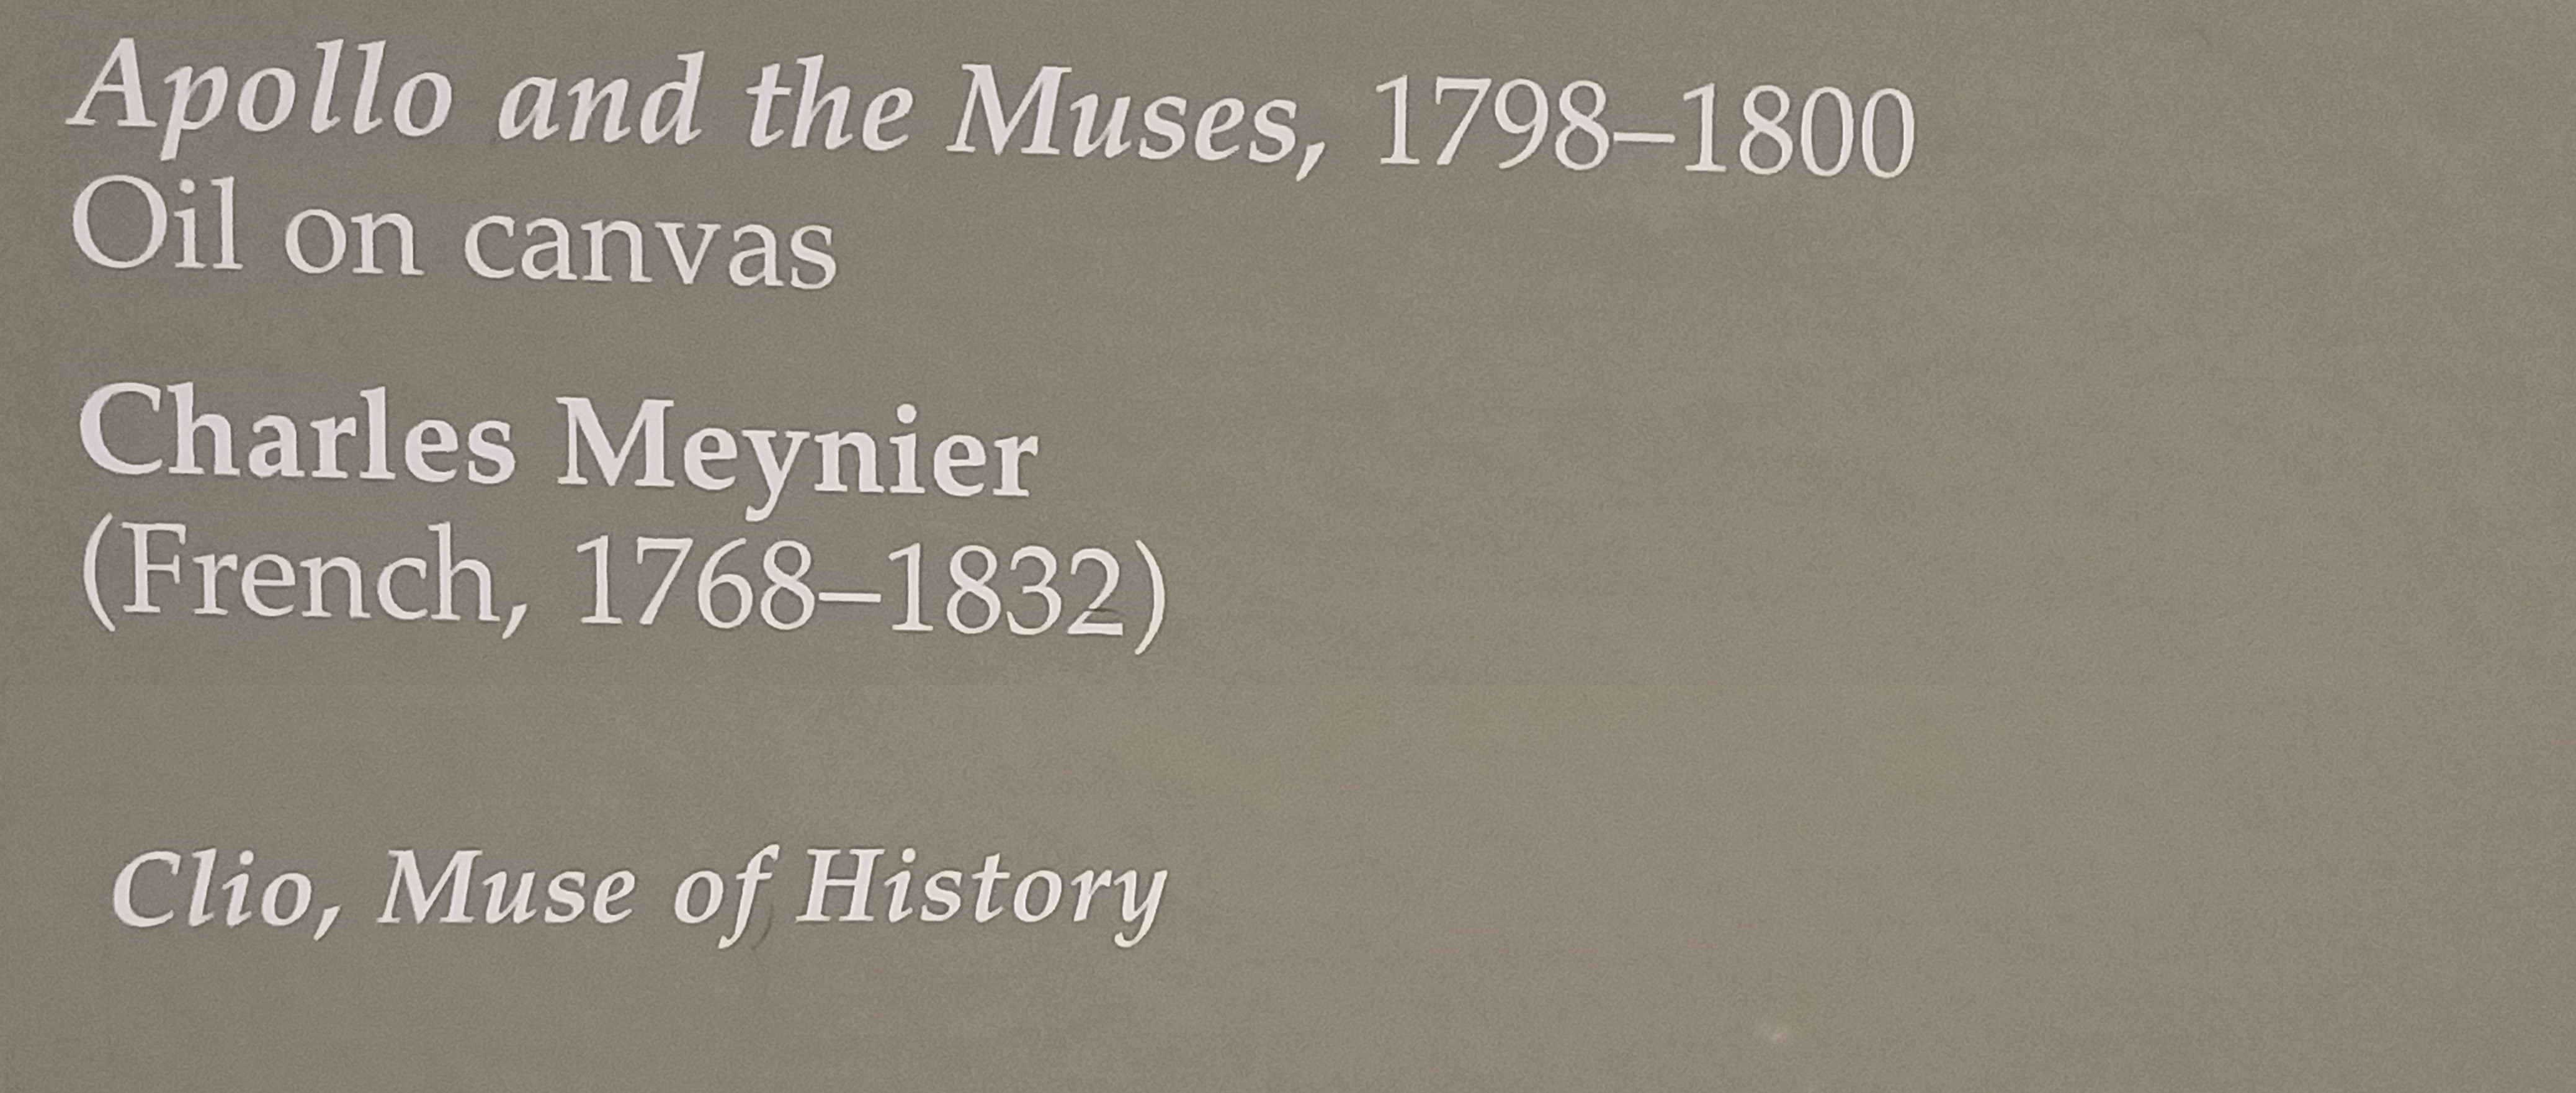 Apollo and the Muses, 1798–1800
Oil on canvas
Charles Meynier
(French, 1768–1832)
Clio, Muse of History